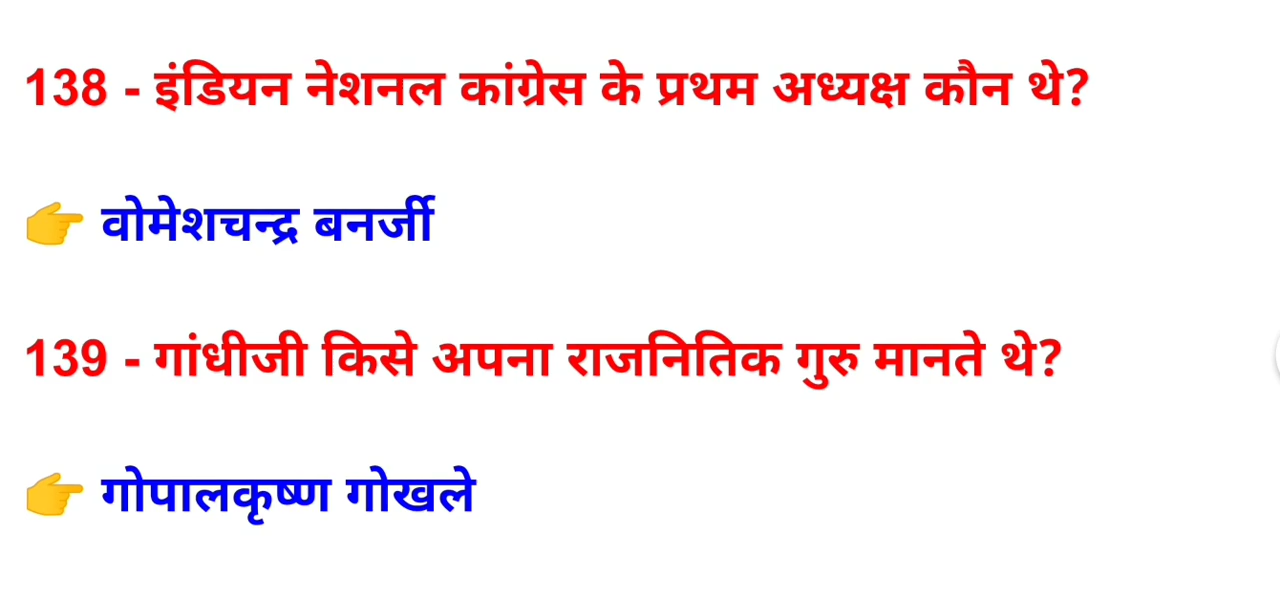 138 - इंडियन नेशनल कांग्रेस के प्रथम अध्यक्ष कौन थे?
👉 वोमेशचन्द्र बनर्जी
139 - गांधीजी किसे अपना राजनितिक गुरु मानते थे?
👉 गोपालकृष्ण गोखले